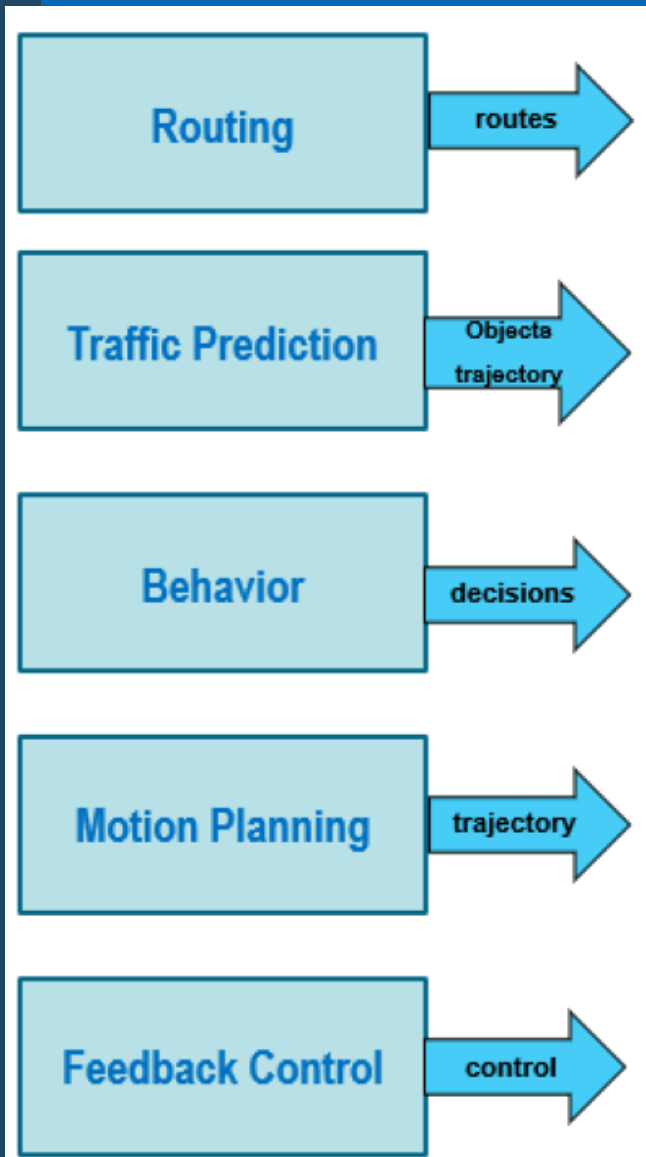 Routing
routes
Traffic Prediction
Objects
trajectory
Behavior
decisions
Motion Planning
trajectory
Feedback Control
control